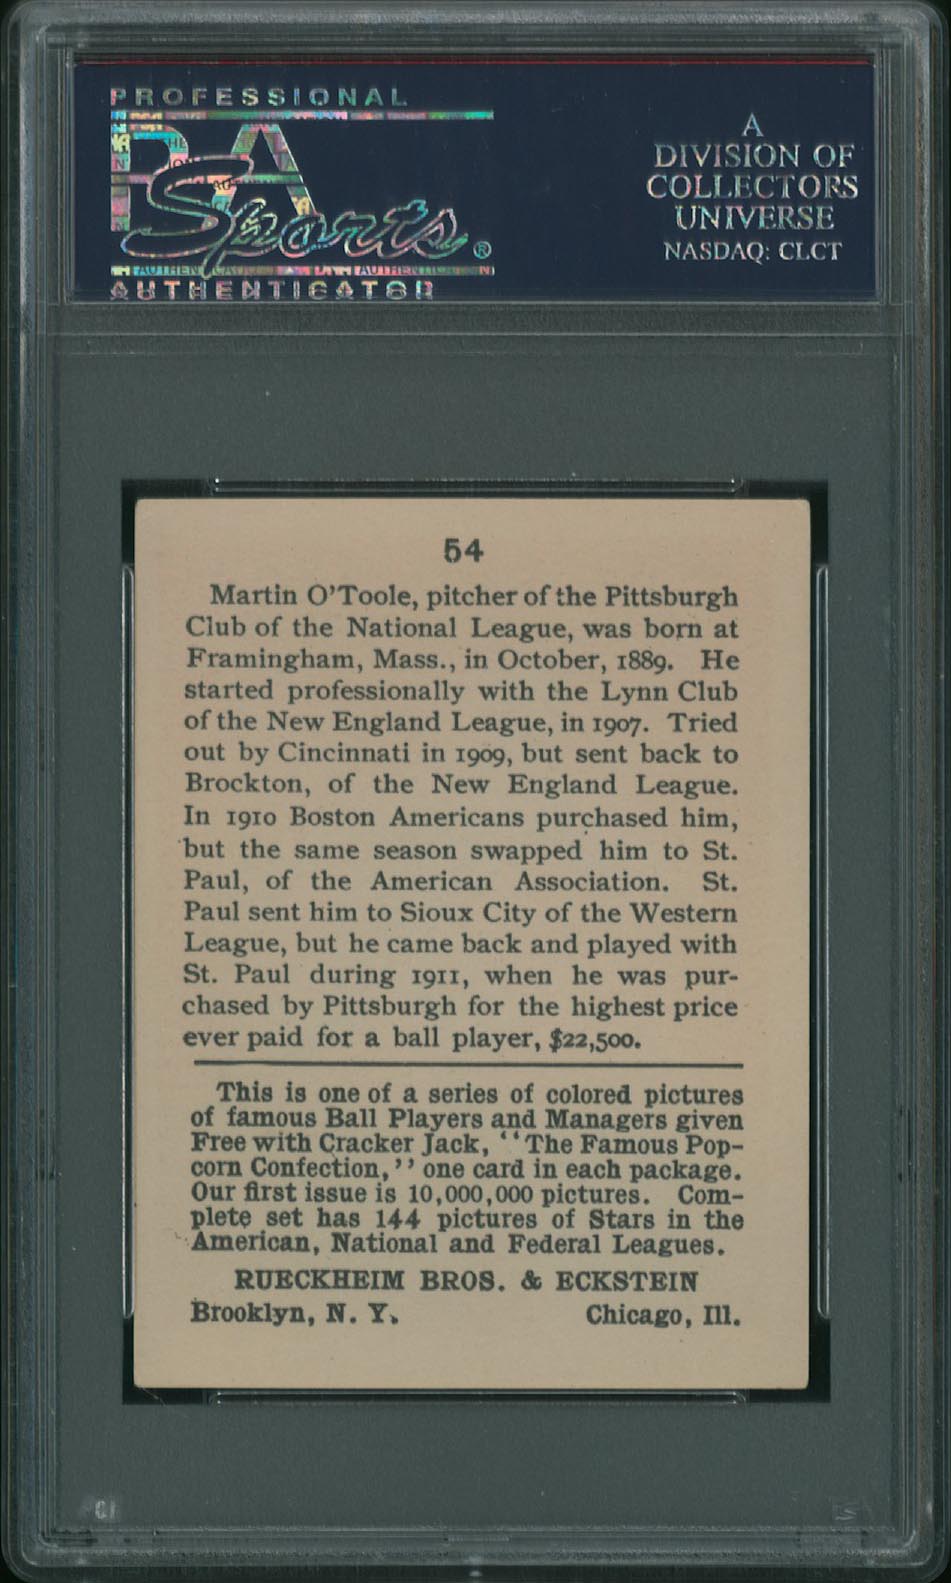 PROFESSIONAL
PSA
Sports®
AUTHENTICATOR
A
DIVISION OF
COLLECTORS
UNIVERSE
NASDAQ: CLCT
54
Martin O'Toole, pitcher of the Pittsburgh
Club of the National League, was born at
Framingham, Mass., in October, 1889. He
started professionally with the Lynn Club
of the New England League, in 1907. Tried
out by Cincinnati in 1909, but sent back to
Brockton, of the New England League.
In 1910 Boston Americans purchased him,
but the same season swapped him to St.
Paul, of the American Association. St.
Paul sent him to Sioux City of the Western
League, but he came back and played with
St. Paul during 1911, when he was pur-
chased by Pittsburgh for the highest price
ever paid for a ball player, $22,500.
This is one of a series of colored pictures
of famous Ball Players and Managers given
Free with Cracker Jack, "The Famous Pop-
corn Confection," one card in each package.
Our first issue is 10,000,000 pictures. Com-
plete set has 144 pictures of Stars in the
American, National and Federal Leagues.
RUECKHEIM BROS. & ECKSTEIN
Brooklyn, N. Y. Chicago, Ill.